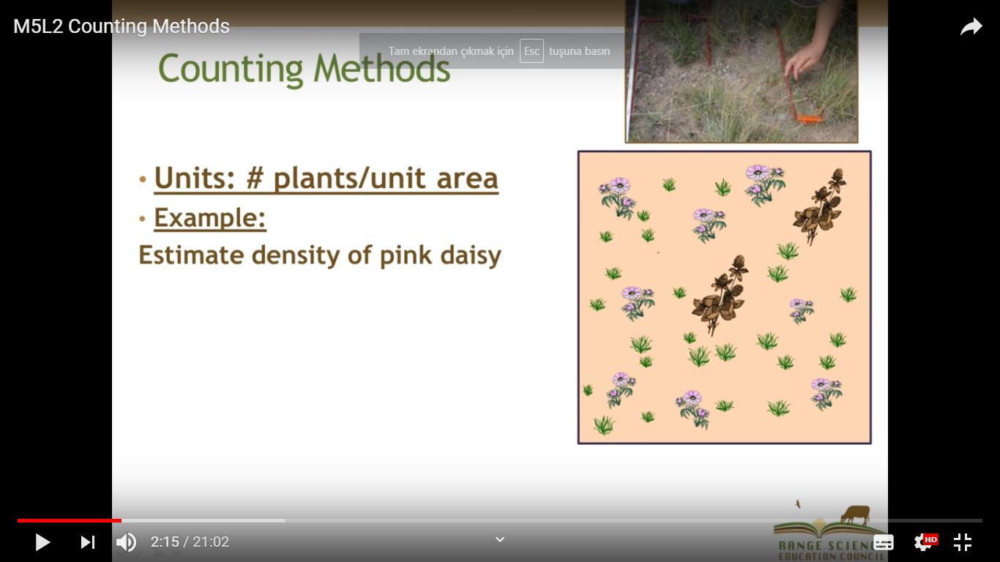 M5L2 Counting Methods
Tam ekrandan çıkmak için Esc tuşuna basın
Counting Methods
• Units: # plants/unit area
• Example:
Estimate density of pink daisy
2:15 / 21:02
HD
RANGE SCIENCE
EDUCATION COUNCIL